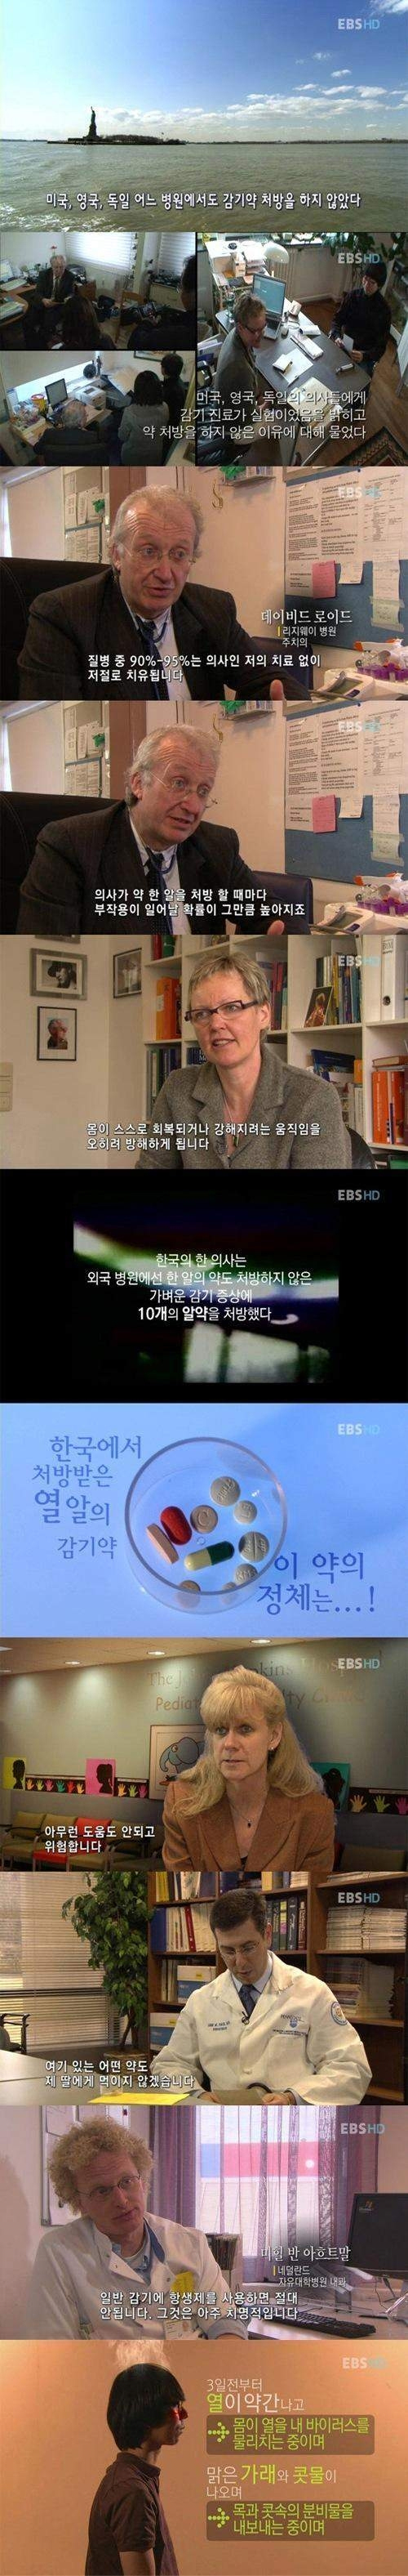 EBS HD
미국, 영국, 독일 어느 병원에서도 감기약 처방을 하지 않았다
EBS HD
미국, 영국, 독일의 의사들에게
감기 진료가 실험이었음을 밝히고
약 처방을 하지 않은 이유에 대해 물었다
EBS HD
데이비드 로이드
리지웨이 병원
주치의
질병 중 90%-95%는 의사인 저의 치료 없이
저절로 치유됩니다
EBS HD
의사가 약 한 알을 처방 할 때마다
부작용이 일어날 확률이 그만큼 높아지죠
EBS HD
몸이 스스로 회복되거나 강해지려는 움직임을
오히려 방해하게 됩니다
EBS HD
한국의 한 의사는
외국 병원에선 한 알의 약도 처방하지 않은
가벼운 감기 증상에
10개의 알약을 처방했다
EBS HD
한국에서
처방받은
열 알의
감기약
이 약의
정체는...!
EBS HD
아무런 도움도 안되고
위험합니다
EBS HD
여기 있는 어떤 약도
제 딸에게 먹이지 않겠습니다
EBS HD
미힐 반 아흐트말
네덜란드
자유대학병원 내과
일반 감기에 항생제를 사용하면 절대
안됩니다. 그것은 아주 치명적입니다
EBS HD
3일전부터
열이약간나고
몸이 열을 내 바이러스를
물리치는 중이며
맑은 가래와 콧물이
나오며
목과 콧속의 분비물을
내보내는 중이며